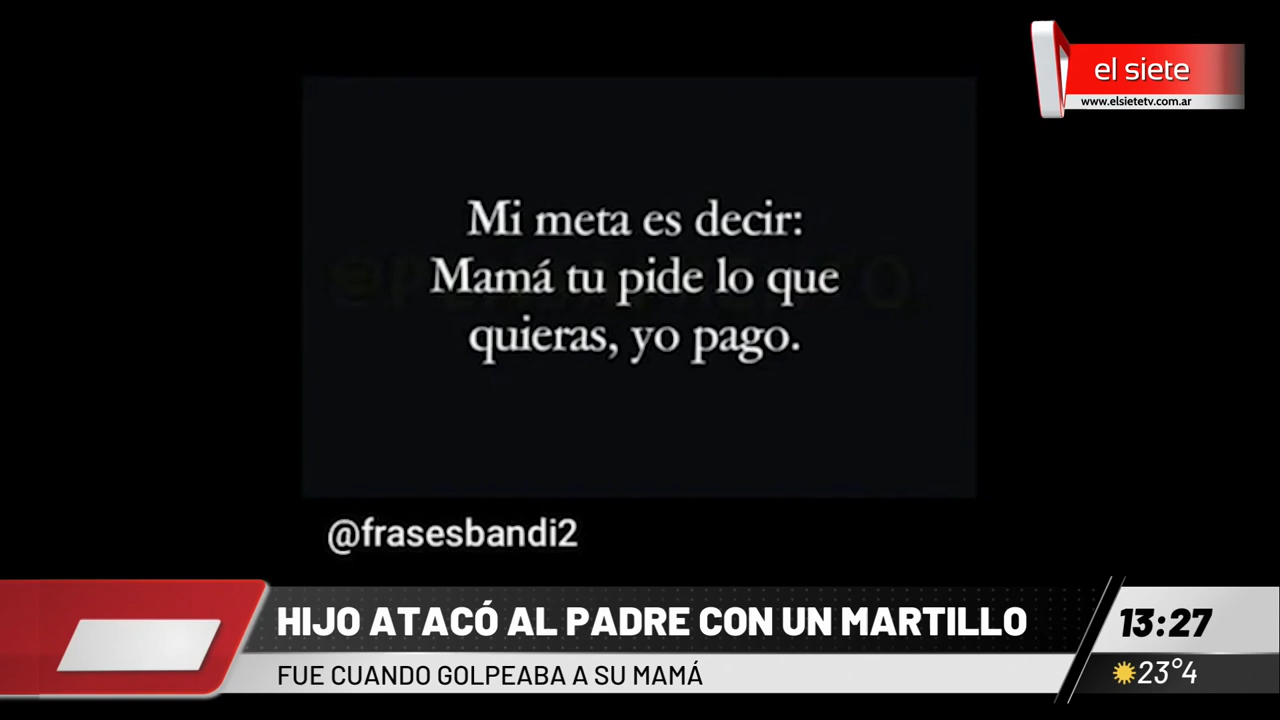 el siete
www.elsietetv.com.ar
Mi meta es decir:
Mamá tu pide lo que
quieras, yo pago.
@frasesbandi2
HIJO ATACÓ AL PADRE CON UN MARTILLO
FUE CUANDO GOLPEABA A SU MAMÁ
13:27
23°4